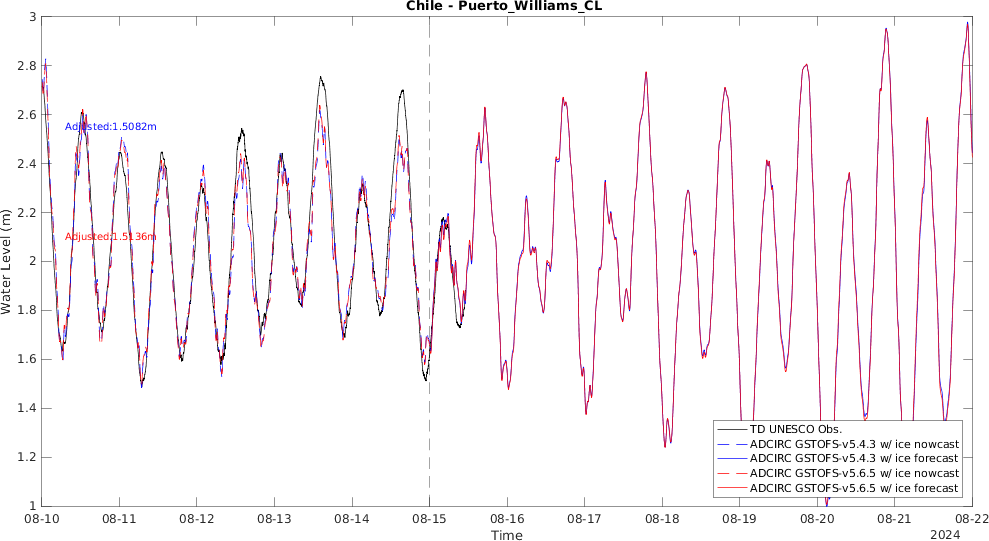 Chile - Puerto_Williams_CL
3
2.8
2.6
2.4
2.2
2
1.8
1.6
1.4
1.2
1
Water Level (m)
Adjusted:1.5082m
Adjusted:1.5136m
TD UNESCO Obs.
ADCIRC GSTOFS-v5.4.3 w/ ice nowcast
ADCIRC GSTOFS-v5.4.3 w/ ice forecast
ADCIRC GSTOFS-v5.6.5 w/ ice nowcast
ADCIRC GSTOFS-v5.6.5 w/ ice forecast
08-10 08-11 08-12 08-13 08-14 08-15 08-16 08-17 08-18 08-19 08-20 08-21 08-22
Time
2024